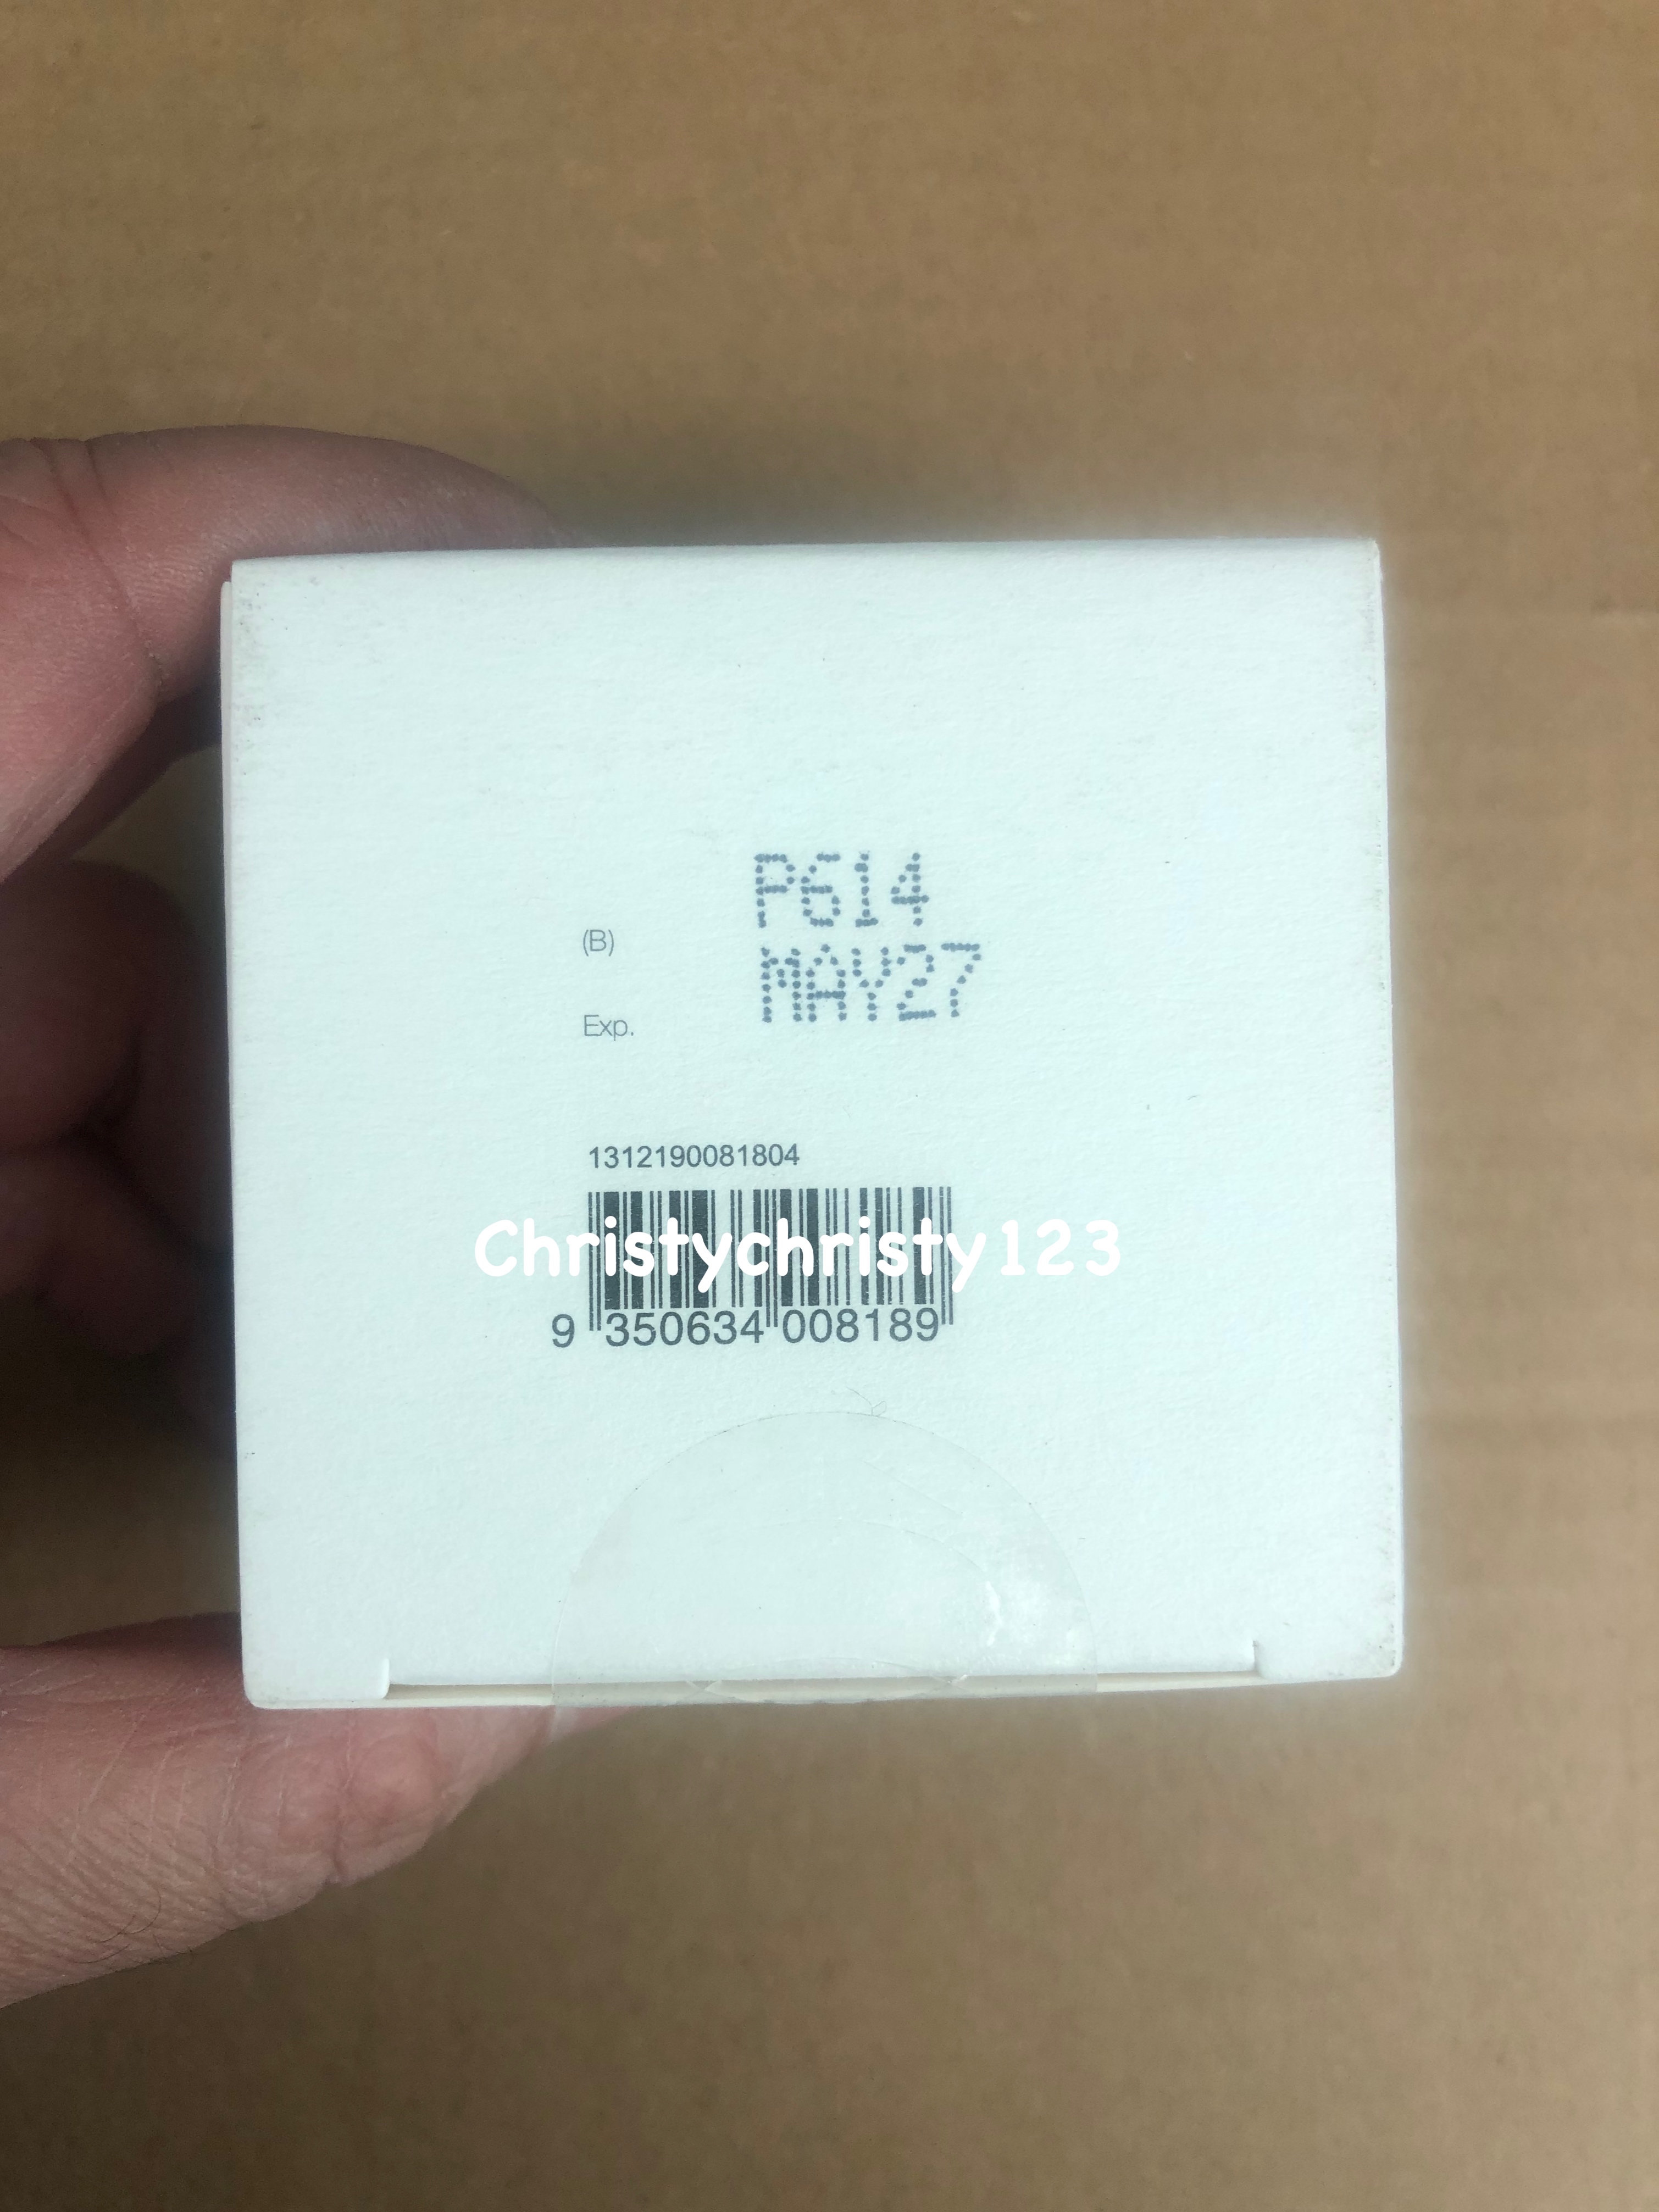 P614
(B)
MAY27
Exp.
1312190081804
Christychristy123
9 350634 008189